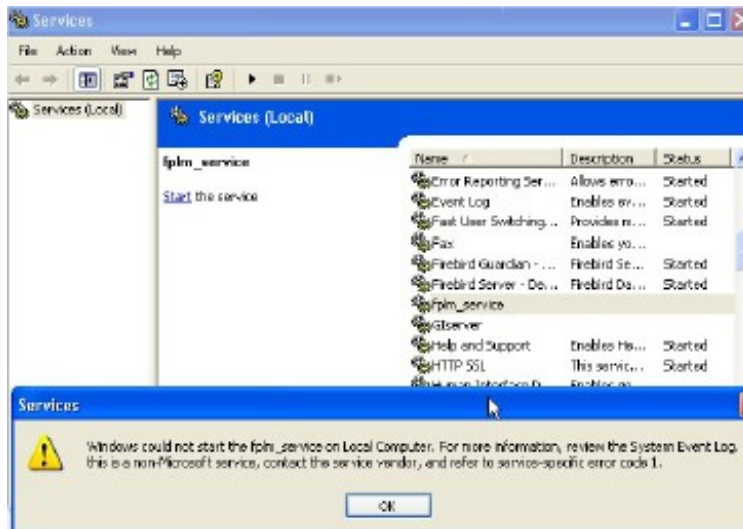 Services
File Action View Help
Services (Local)
Services (Local)
fplm_service
Start the service
Name Description Status
Error Reporting Ser... Allows erro... Started
Event Log Enables ev... Started
Fast User Switching... Provides m... Started
Fax Enables yo...
Firebird Guardian - ... Firebird Se... Started
Firebird Server - De... Firebird Da... Started
fplm_service
GIserver
Help and Support Enables He... Started
HTTP SSL This servic... Started
Services
Windows could not start the fplm_service on Local Computer. For more information, review the System Event Log.
this is a non-Microsoft service, contact the service vendor, and refer to service-specific error code 1.
OK